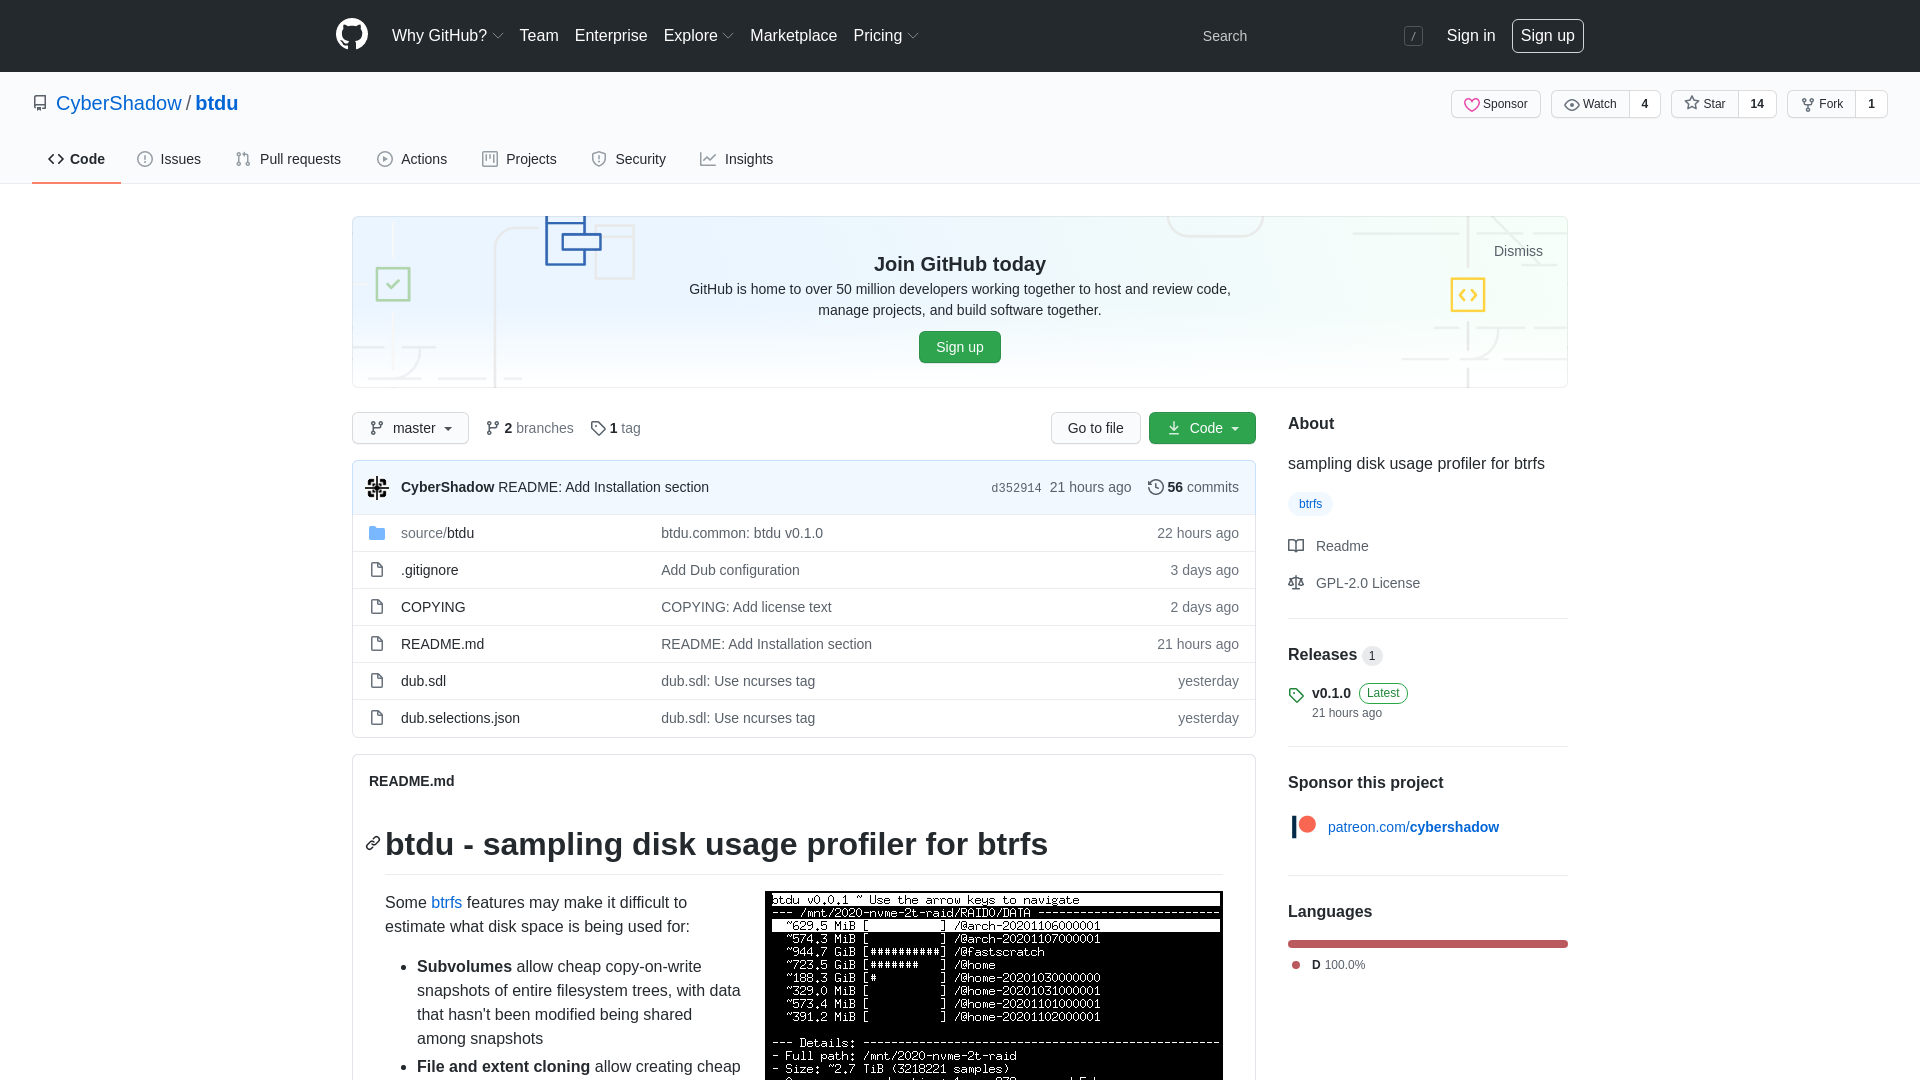 Why GitHub? Team Enterprise Explore Marketplace Pricing Search / Sign in Sign up
CyberShadow / btdu Sponsor Watch 4 Star 14 Fork 1
Code Issues Pull requests Actions Projects Security Insights
Dismiss
Join GitHub today
GitHub is home to over 50 million developers working together to host and review code,
manage projects, and build software together.
Sign up
master 2 branches 1 tag Go to file Code
CyberShadow README: Add Installation section d352914 21 hours ago 56 commits
source/btdu btdu.common: btdu v0.1.0 22 hours ago
.gitignore Add Dub configuration 3 days ago
COPYING COPYING: Add license text 2 days ago
README.md README: Add Installation section 21 hours ago
dub.sdl dub.sdl: Use ncurses tag yesterday
dub.selections.json dub.sdl: Use ncurses tag yesterday
README.md
btdu - sampling disk usage profiler for btrfs
Some btrfs features may make it difficult to
estimate what disk space is being used for:
Subvolumes allow cheap copy-on-write
snapshots of entire filesystem trees, with data
that hasn't been modified being shared
among snapshots
File and extent cloning allow creating cheap
btdu v0.0.1 ~ Use the arrow keys to navigate
--- /mnt/2020-nvme-2t-raid/RAID0/DATA ---------------------------
~629.5 MiB [ ] /@arch-20201106000001
~574.3 MiB [ ] /@arch-20201107000001
~944.7 GiB [##########] /@fastscratch
~723.5 GiB [####### ] /@home
~188.3 GiB [# ] /@home-20201030000000
~329.0 MiB [ ] /@home-20201031000001
~573.4 MiB [ ] /@home-20201101000001
~391.2 MiB [ ] /@home-20201102000001
--- Details: ----------------------------------------------------
- Full path: /mnt/2020-nvme-2t-raid
- Size: ~2.7 TiB (3218221 samples)
About
sampling disk usage profiler for btrfs
btrfs
Readme
GPL-2.0 License
Releases 1
v0.1.0 Latest
21 hours ago
Sponsor this project
patreon.com/cybershadow
Languages
D 100.0%